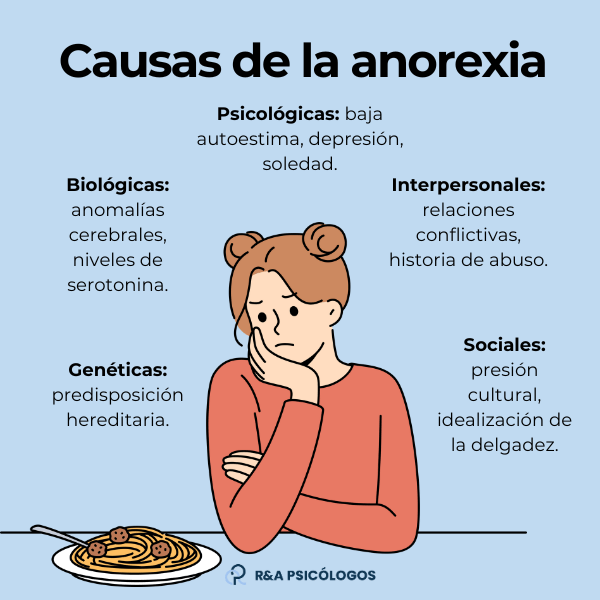 Causas de la anorexia
Psicológicas: baja
autoestima, depresión,
soledad.
Biológicas:
anomalías
cerebrales,
niveles de
serotonina.
Interpersonales:
relaciones
conflictivas,
historia de abuso.
Genéticas:
predisposición
hereditaria.
Sociales:
presión
cultural,
idealización de
la delgadez.
R&A PSICÓLOGOS